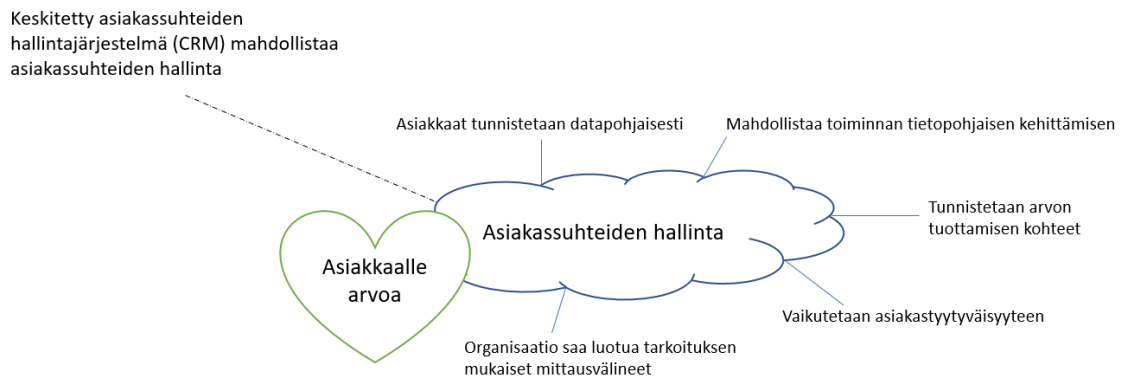 Keskitetty asiakassuhteiden
hallintajärjestelmä (CRM) mahdollistaa
asiakassuhteiden hallinta
Asiakkaat tunnistetaan datapohjaisesti
Mahdollistaa toiminnan tietopohjaisen kehittämisen
Tunnistetaan arvon
tuottamisen kohteet
Asiakassuhteiden hallinta
Asiakkaalle
arvoa
Vaikutetaan asiakastyytyväisyyteen
Organisaatio saa luotua tarkoituksen
mukaiset mittausvälineet